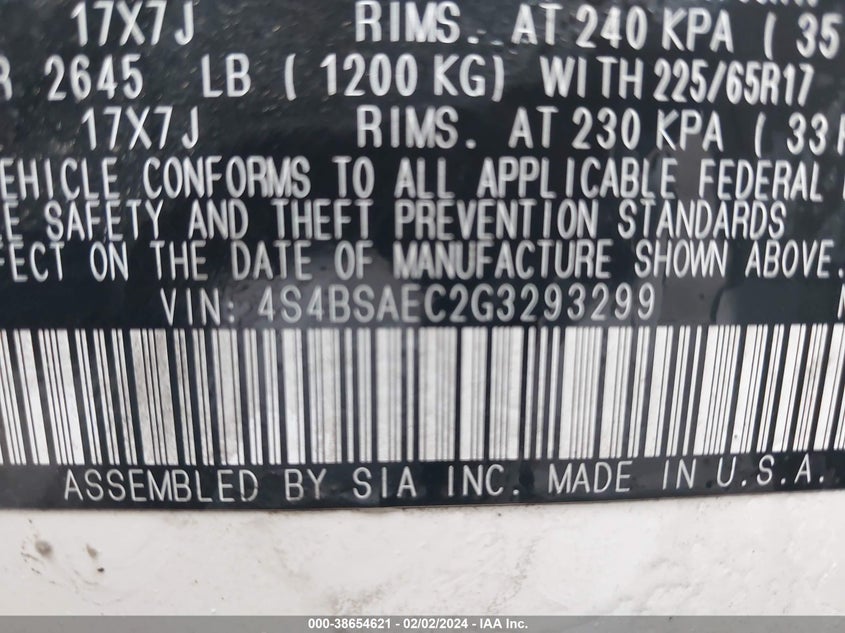 17X7J RIMS. AT 240 KPA ( 35
R 2645 LB ( 1200 KG) WITH 225/65R17
17X7J RIMS. AT 230 KPA ( 33
EHICLE CONFORMS TO ALL APPLICABLE FEDERAL
E SAFETY AND THEFT PREVENTION STANDARDS
FECT ON THE DATE OF MANUFACTURE SHOWN ABOVE.
VIN: 4S4BSAEC2G3293299
ASSEMBLED BY SIA INC. MADE IN U.S.A.
000-38654621 - 02/02/2024 - IAA Inc.